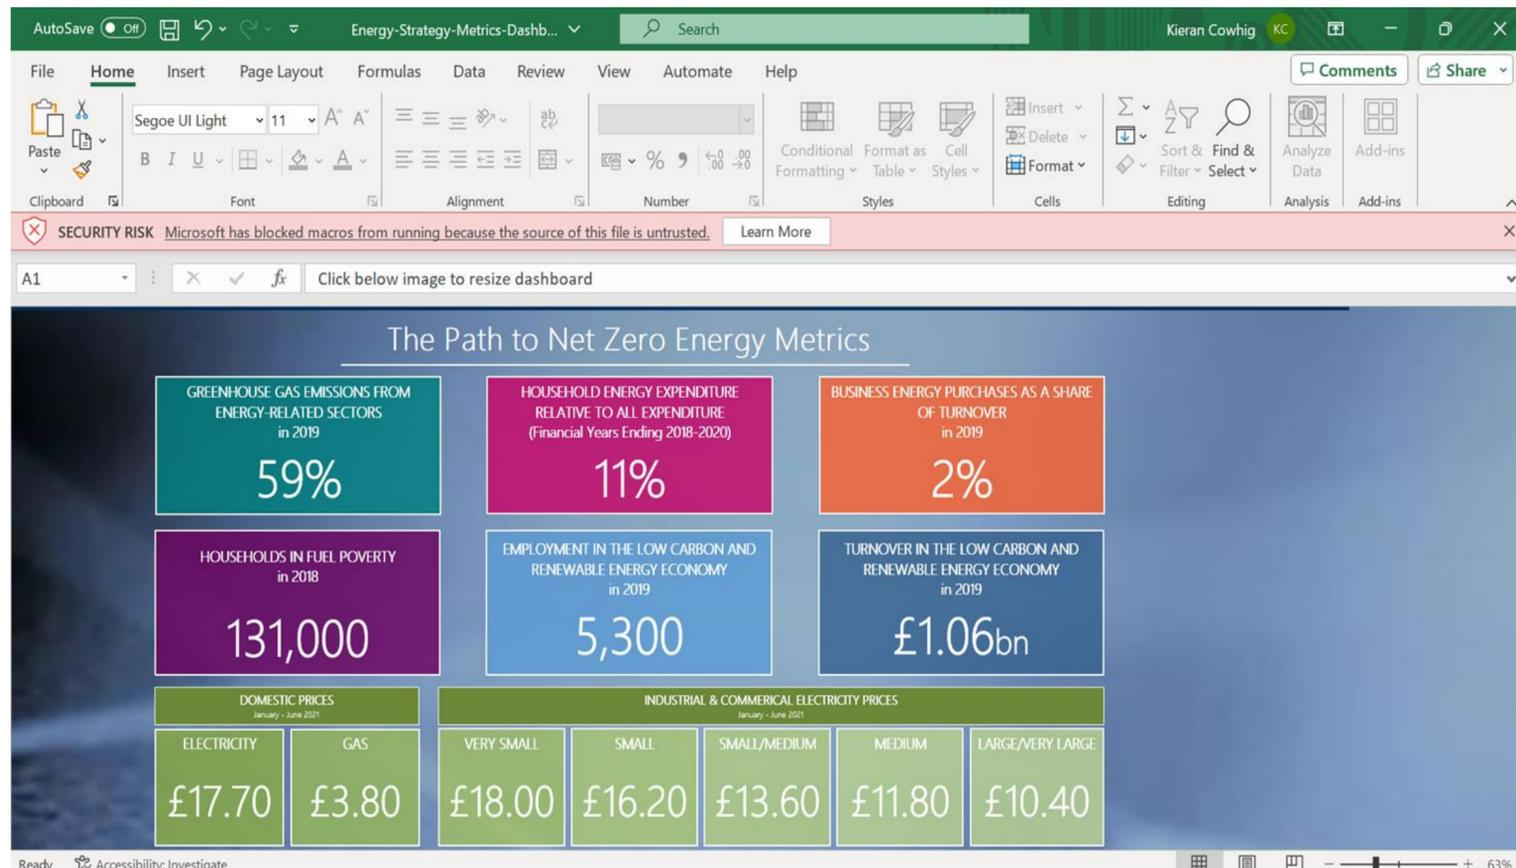 AutoSave Off Energy-Strategy-Metrics-Dashb... Search Kieran Cowhig KC
File Home Insert Page Layout Formulas Data Review View Automate Help Comments Share
Segoe UI Light 11 A^ A˅ ab Σ A Z Insert
Paste B I U A % 9 .00 .0 Conditional Format as Cell Delete Sort & Find & Analyze Add-ins
Formatting Table Styles Format Filter Select Data
Clipboard Font Alignment Number Styles Cells Editing Analysis Add-ins
SECURITY RISK Microsoft has blocked macros from running because the source of this file is untrusted. Learn More
A1 fx Click below image to resize dashboard
The Path to Net Zero Energy Metrics
GREENHOUSE GAS EMISSIONS FROM
ENERGY-RELATED SECTORS
in 2019
59%
HOUSEHOLD ENERGY EXPENDITURE
RELATIVE TO ALL EXPENDITURE
(Financial Years Ending 2018-2020)
11%
BUSINESS ENERGY PURCHASES AS A SHARE
OF TURNOVER
in 2019
2%
HOUSEHOLDS IN FUEL POVERTY
in 2018
131,000
EMPLOYMENT IN THE LOW CARBON AND
RENEWABLE ENERGY ECONOMY
in 2019
5,300
TURNOVER IN THE LOW CARBON AND
RENEWABLE ENERGY ECONOMY
in 2019
£1.06bn
DOMESTIC PRICES
January - June 2021
INDUSTRIAL & COMMERICAL ELECTRICITY PRICES
January - June 2021
ELECTRICITY
£17.70
GAS
£3.80
VERY SMALL
£18.00
SMALL
£16.20
SMALL/MEDIUM
£13.60
MEDIUM
£11.80
LARGE/VERY LARGE
£10.40
Ready Accessibility: Investigate 63%